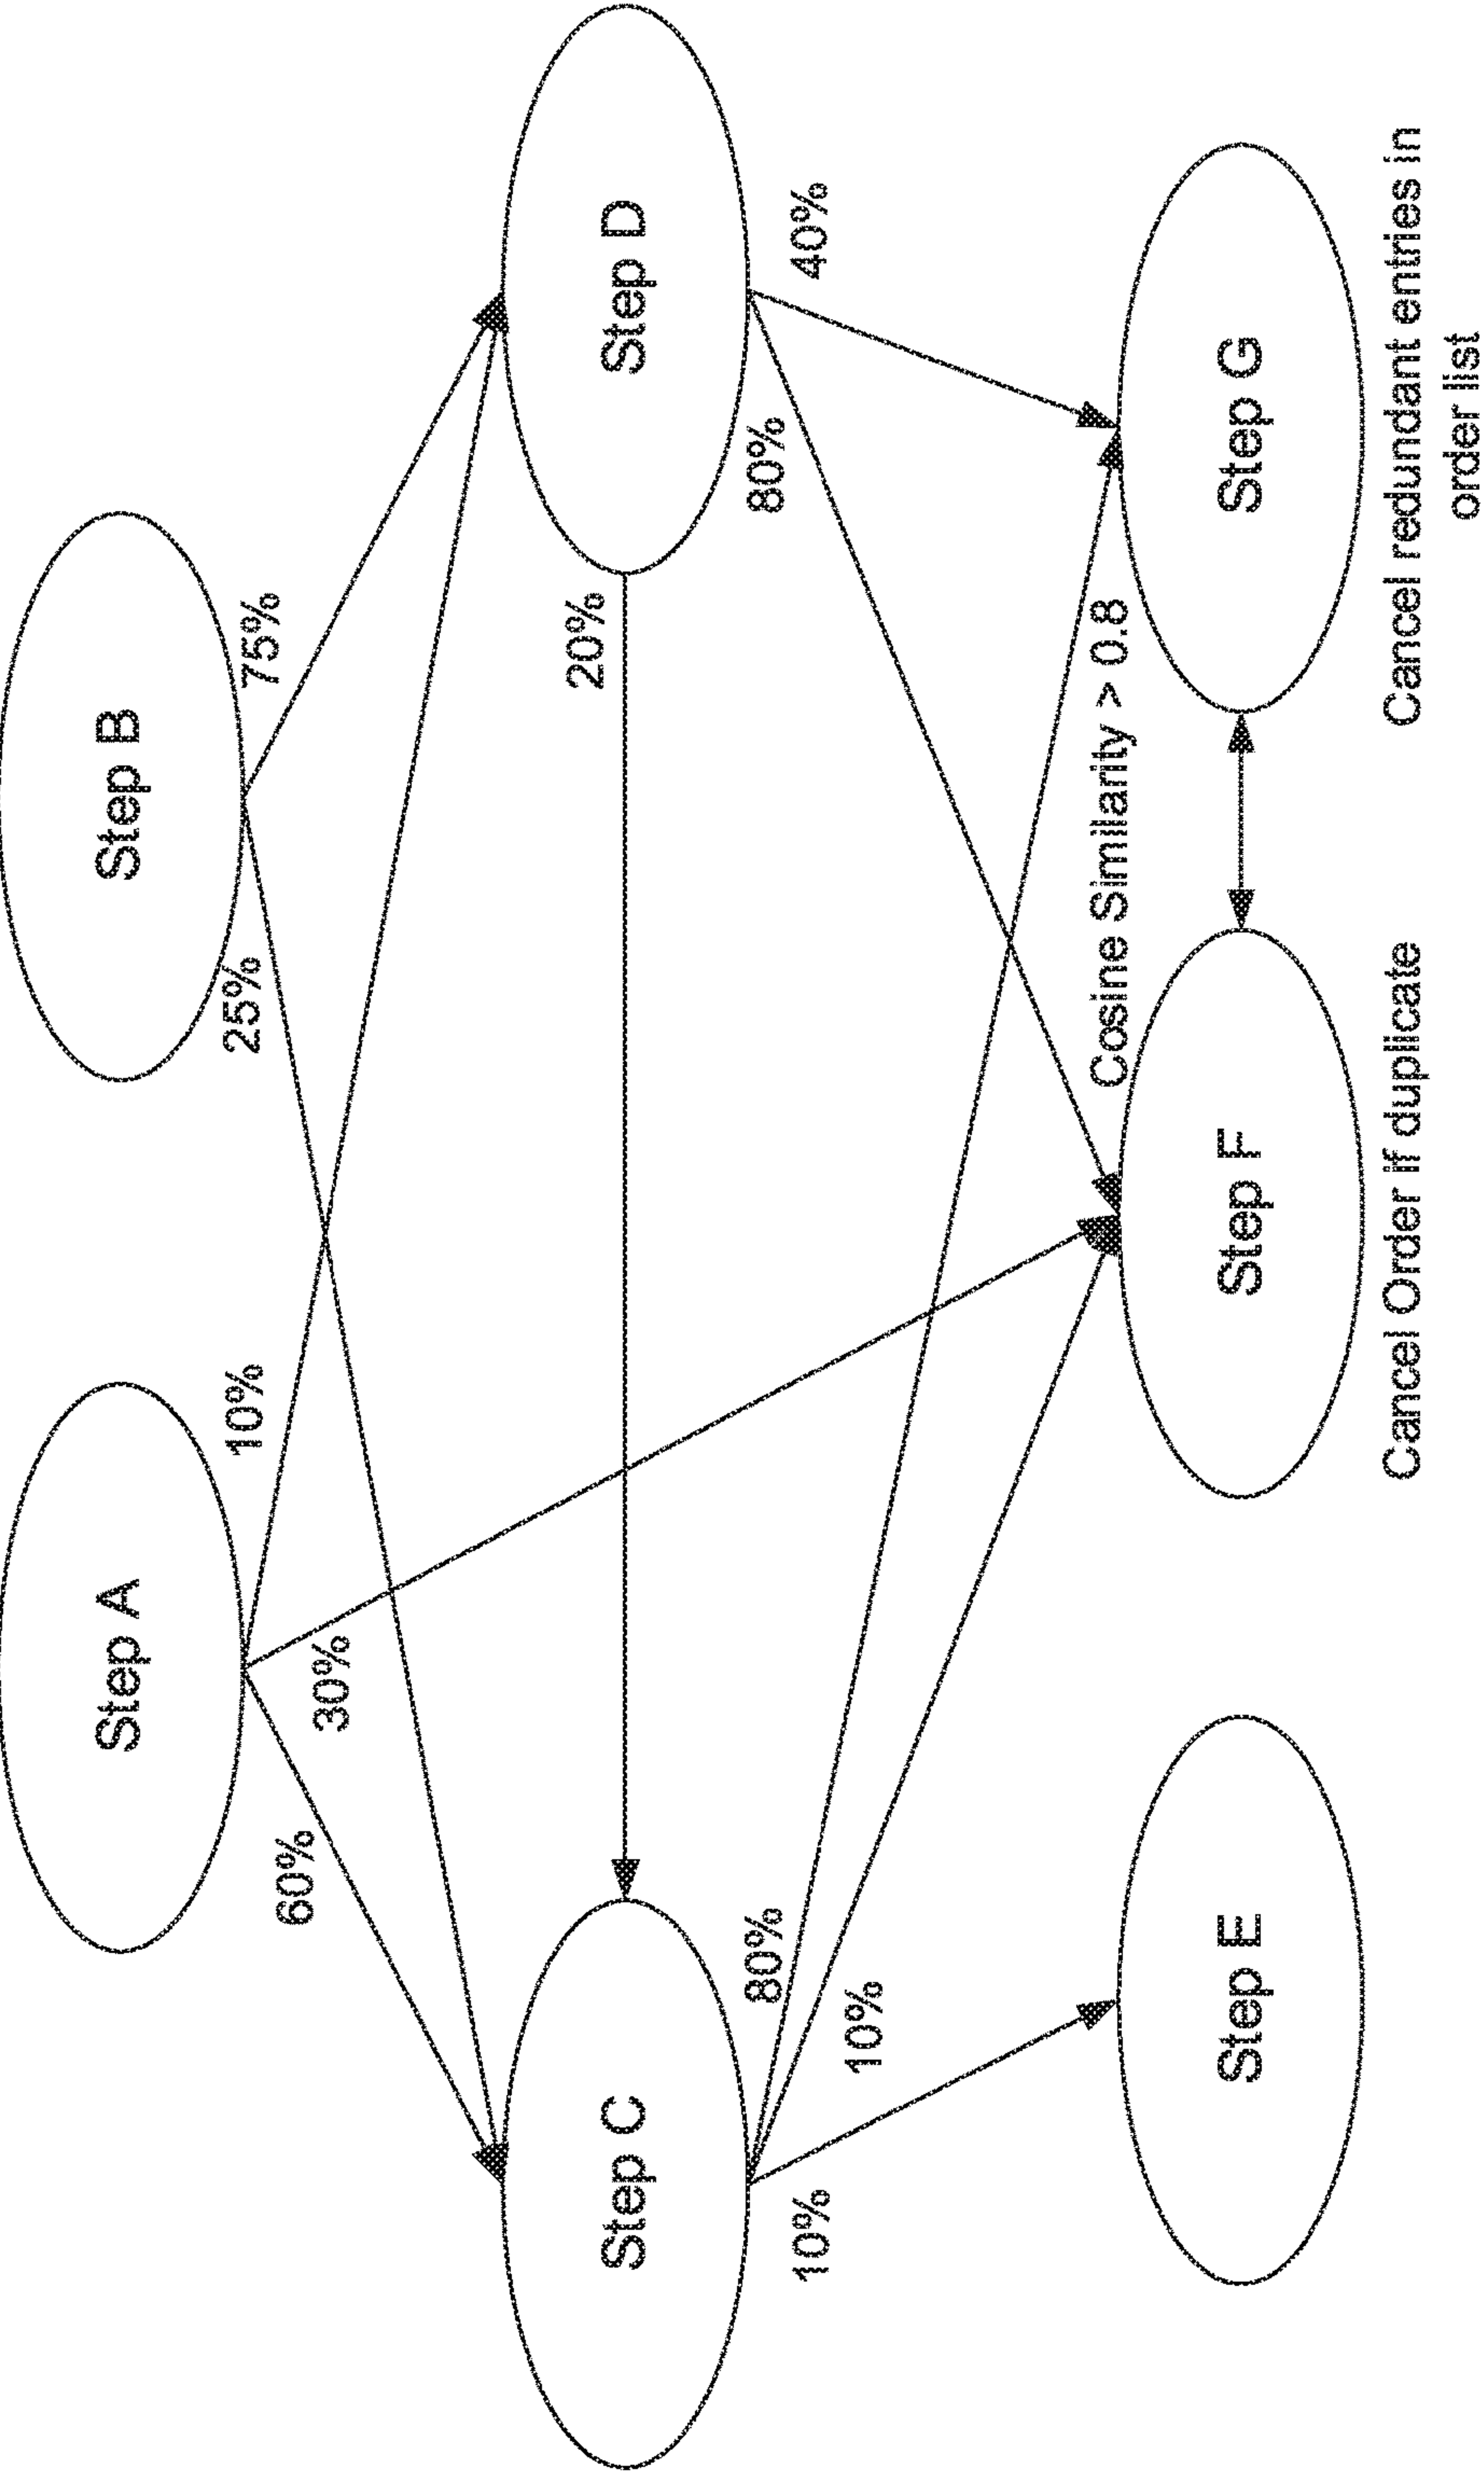 Step A
Step B
60%
30%
10%
25%
75%
Step C
Step D
20%
10%
10%
80%
80%
40%
Cosine Similarity > 0.8
Step E
Step F
Step G
Cancel Order if duplicate
Cancel redundant entries in
order list